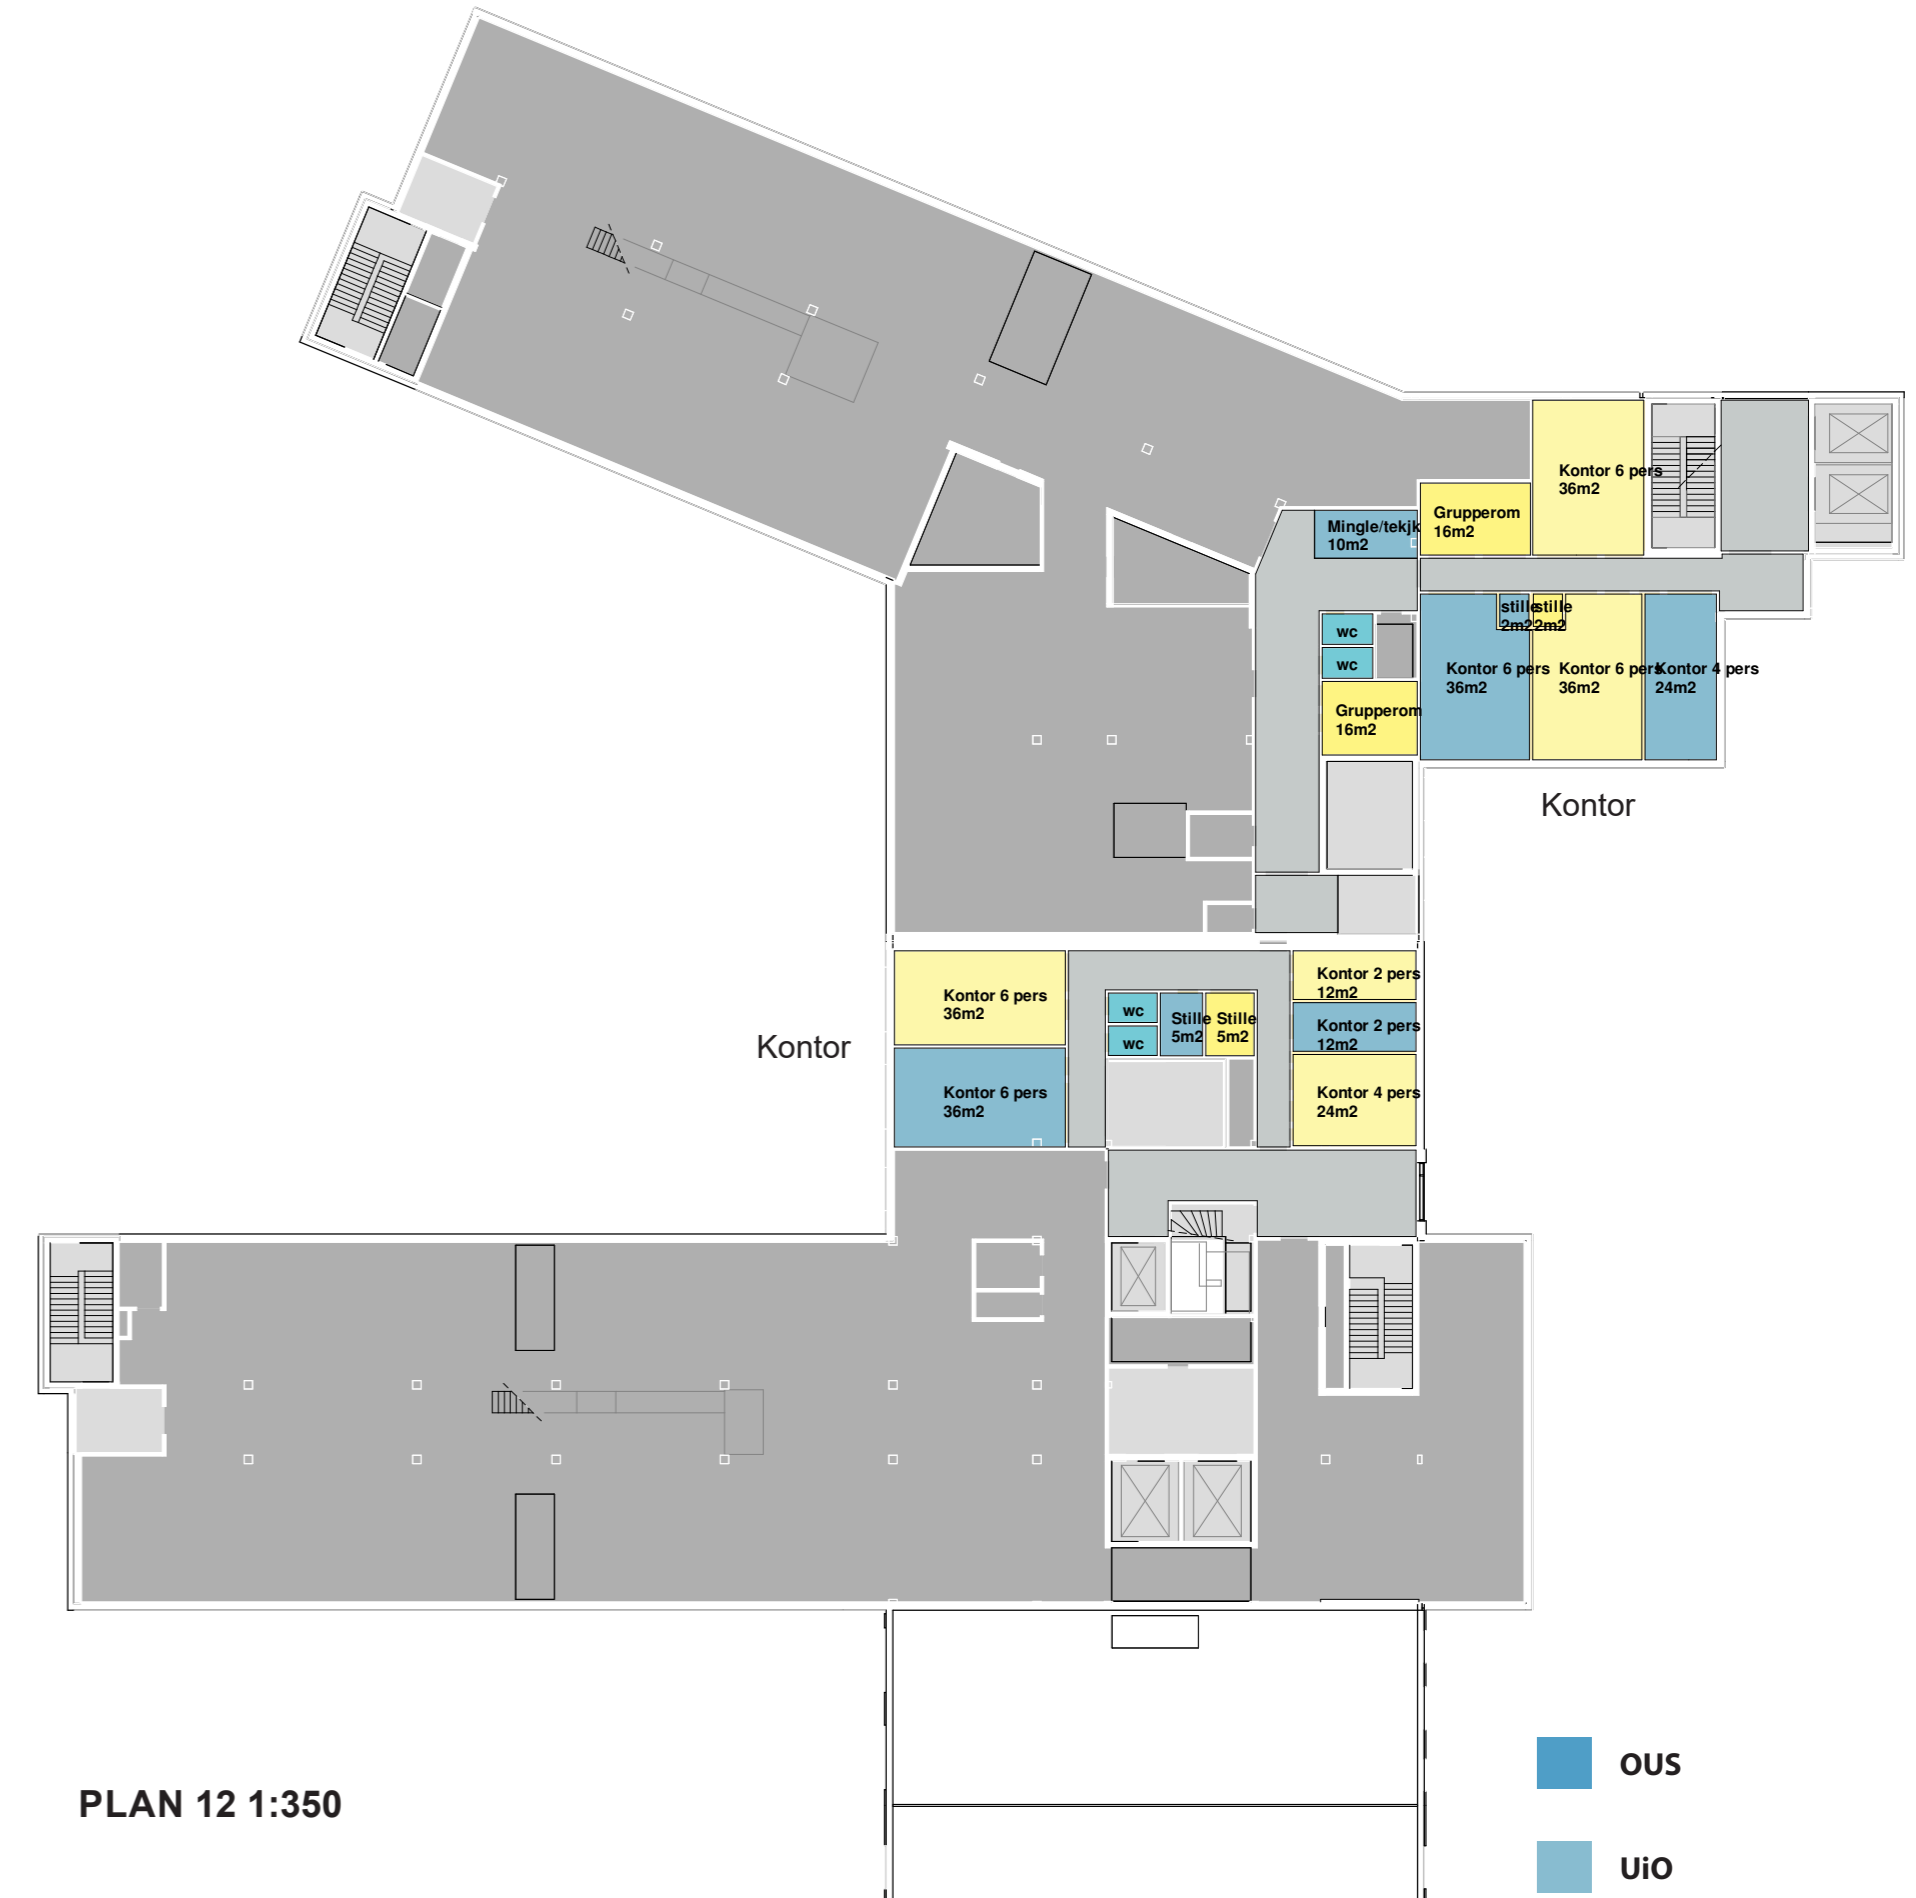 Kontor 6 pers
36m2
Grupperom
16m2
Mingle/tekjk
10m2
stille
2m2
stille
2m2
wc
wc
Kontor 6 pers
36m2
Kontor 6 pers
36m2
Kontor 4 pers
24m2
Grupperom
16m2
Kontor
Kontor 6 pers
36m2
Kontor 2 pers
12m2
wc
wc
Stille
5m2
Stille
5m2
Kontor 2 pers
12m2
Kontor
Kontor 6 pers
36m2
Kontor 4 pers
24m2
OUS
PLAN 12 1:350
UiO